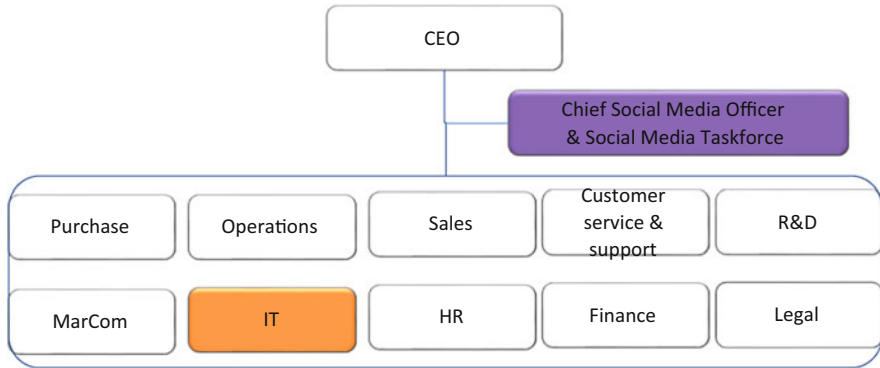 CEO
Chief Social Media Officer
& Social Media Taskforce
Purchase
Operations
Sales
Customer
service &
support
R&D
MarCom
IT
HR
Finance
Legal